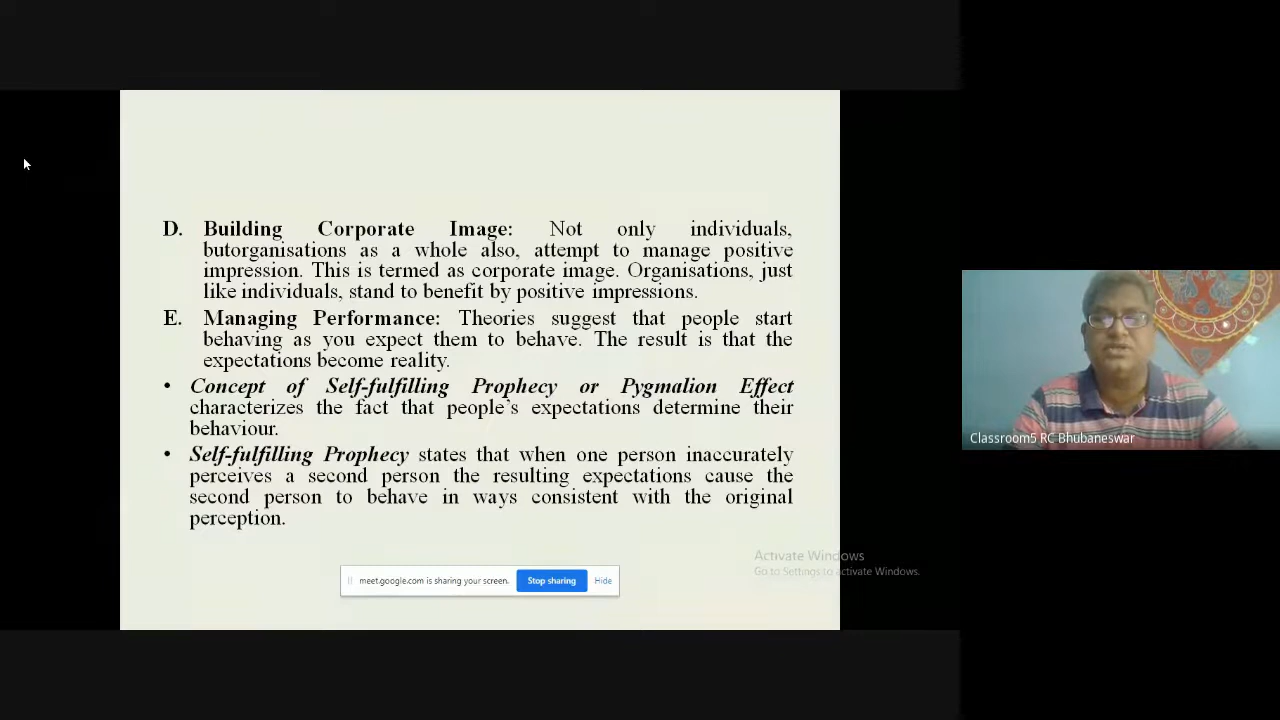 D. Building Corporate Image: Not only individuals,
butorganisations as a whole also, attempt to manage positive
impression. This is termed as corporate image. Organisations, just
like individuals, stand to benefit by positive impressions.
E. Managing Performance: Theories suggest that people start
behaving as you expect them to behave. The result is that the
expectations become reality.
• Concept of Self-fulfilling Prophecy or Pygmalion Effect
characterizes the fact that people’s expectations determine their
behaviour.
• Self-fulfilling Prophecy states that when one person inaccurately
perceives a second person the resulting expectations cause the
second person to behave in ways consistent with the original
perception.
Activate Windows
Go to Settings to activate Windows.
meet.google.com is sharing your screen. Stop sharing Hide
Classroom5 RC Bhubaneswar